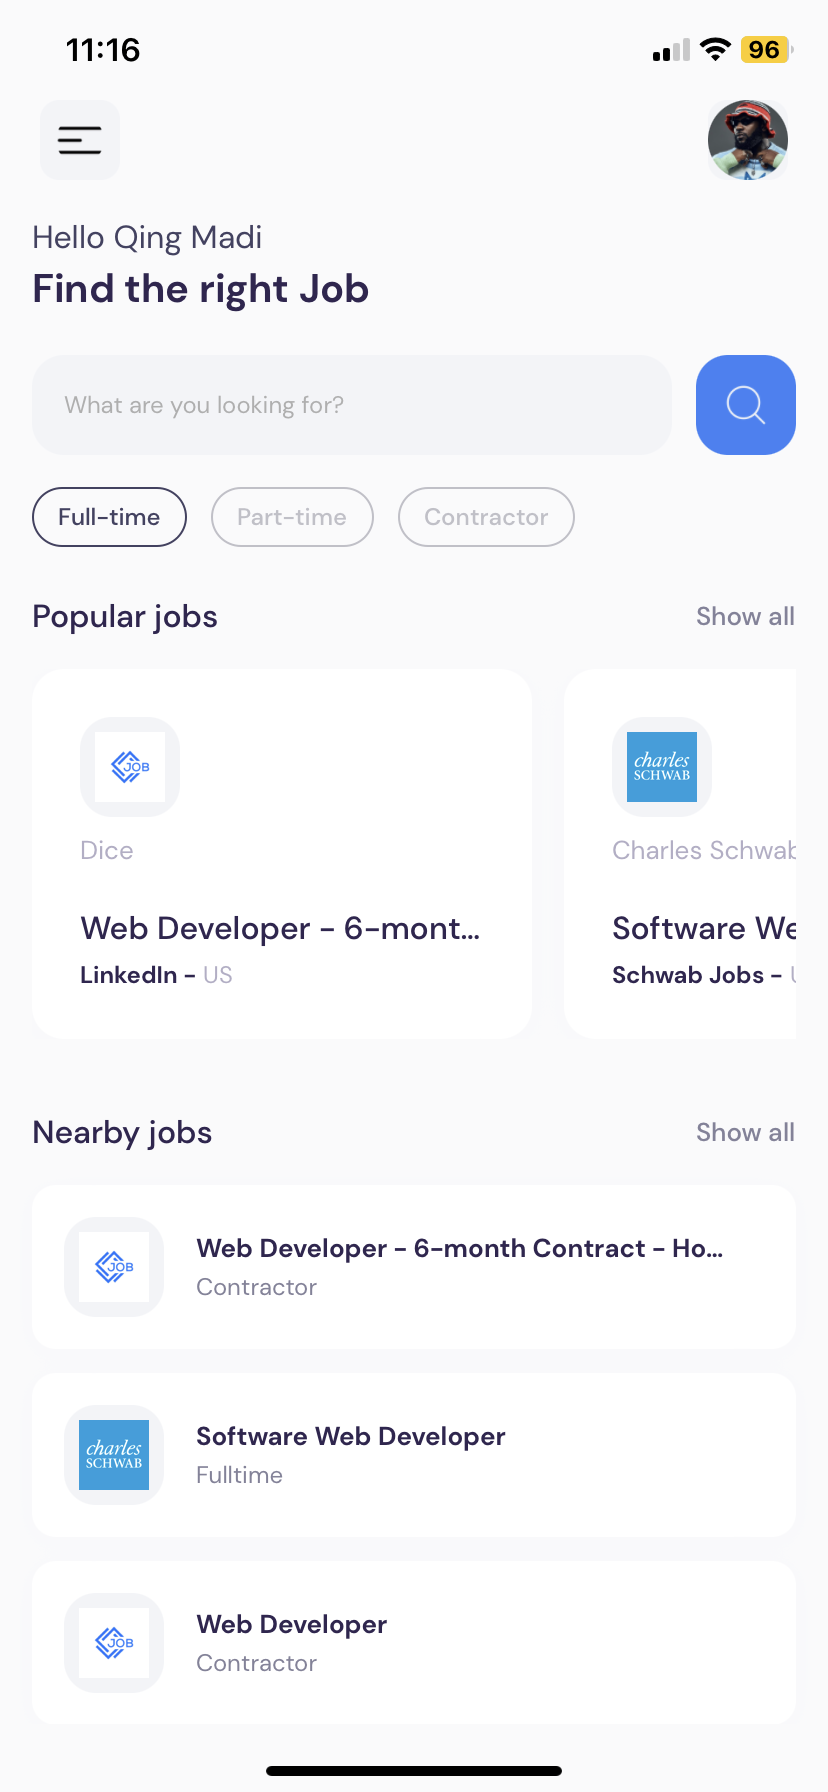 11:16
96
Hello Qing Madi
Find the right Job
What are you looking for?
Full-time
Part-time
Contractor
Popular jobs
Show all
JOB
charles
SCHWAB
Dice
Charles Schwab
Web Developer - 6-mont...
Software We
LinkedIn - US
Schwab Jobs -
Nearby jobs
Show all
JOB
Web Developer - 6-month Contract - Ho...
Contractor
charles
SCHWAB
Software Web Developer
Fulltime
JOB
Web Developer
Contractor